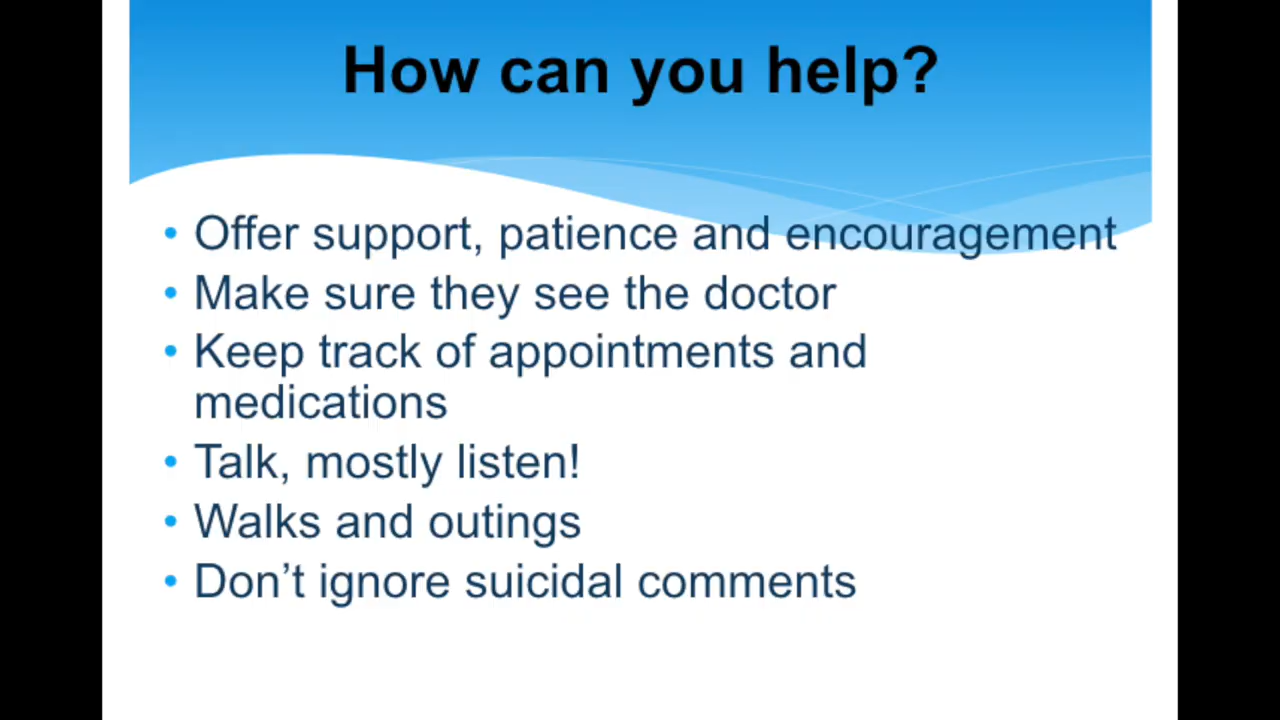 How can you help?
• Offer support, patience and encouragement
• Make sure they see the doctor
• Keep track of appointments and
medications
• Talk, mostly listen!
• Walks and outings
• Don’t ignore suicidal comments